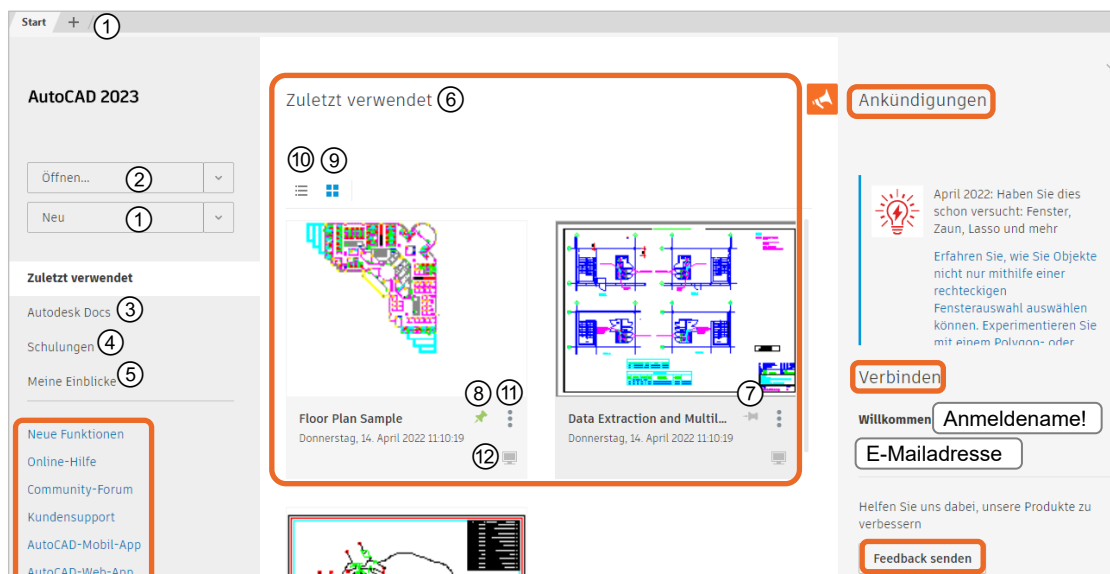 Start + ①
AutoCAD 2023
Öffnen... ②
Neu ①
Zuletzt verwendet
Autodesk Docs ③
Schulungen ④
Meine Einblicke ⑤
Neue Funktionen
Online-Hilfe
Community-Forum
Kundensupport
AutoCAD-Mobil-App
AutoCAD-Web-App
Zuletzt verwendet ⑥
⑩ ⑨
⑧ ⑪
Floor Plan Sample
Donnerstag, 14. April 2022 11:10:19
⑫
⑦
Data Extraction and Multil...
Donnerstag, 14. April 2022 11:10:19
Ankündigungen
April 2022: Haben Sie dies
schon versucht: Fenster,
Zaun, Lasso und mehr
Erfahren Sie, wie Sie Objekte
nicht nur mithilfe einer
rechteckigen
Fensterauswahl auswählen
können. Experimentieren Sie
mit einem Polygon- oder
Verbinden
Willkommen Anmeldename!
E-Mailadresse
Helfen Sie uns dabei, unsere Produkte zu
verbessern
Feedback senden